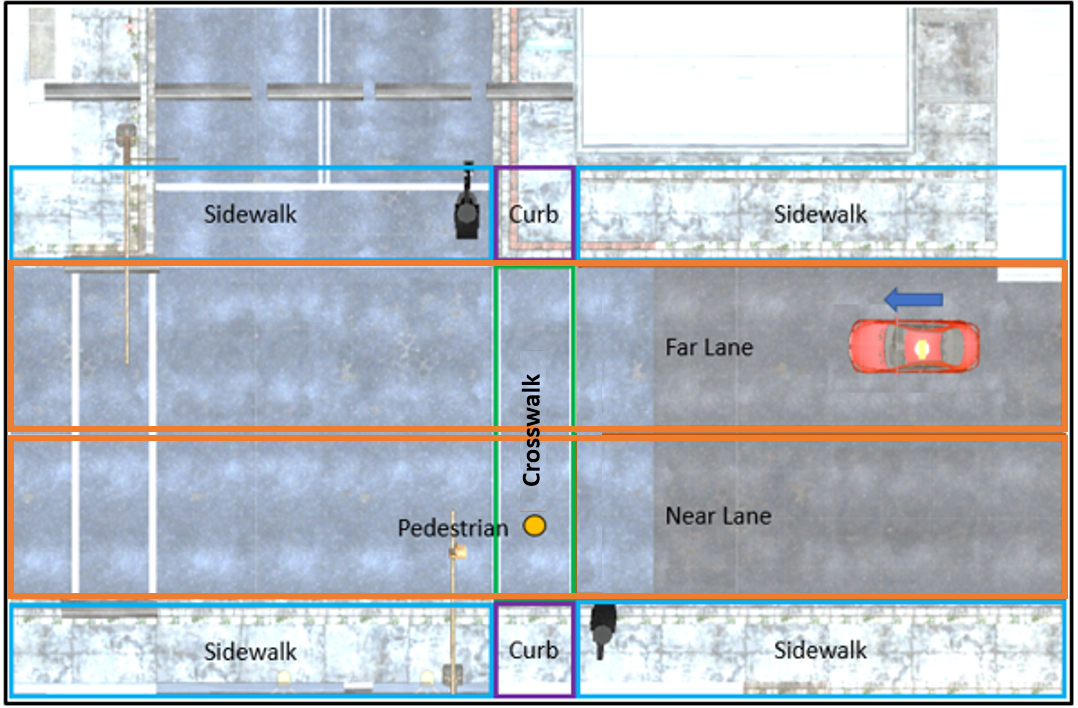 Sidewalk
Curb
Sidewalk
Far Lane
Crosswalk
Near Lane
Pedestrian
Sidewalk
Curb
Sidewalk